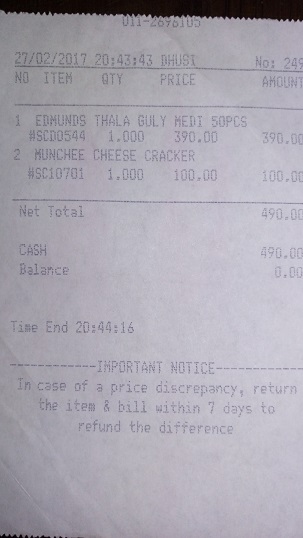 011-2898105
27/02/2017 20:43:43 DHUST No: 249
NO ITEM QTY PRICE AMOUNT
1 EDMUNDS THALA GULY MEDI 50PCS
#SCD0544 1.000 390.00 390.00
2 MUNCHEE CHEESE CRACKER
#SC10701 1.000 100.00 100.00
Net Total 490.00
CASH 490.00
Balance 0.00
Time End 20:44:16
-----------IMPORTANT NOTICE-----------
In case of a price discrepancy, return
the item & bill within 7 days to
refund the difference